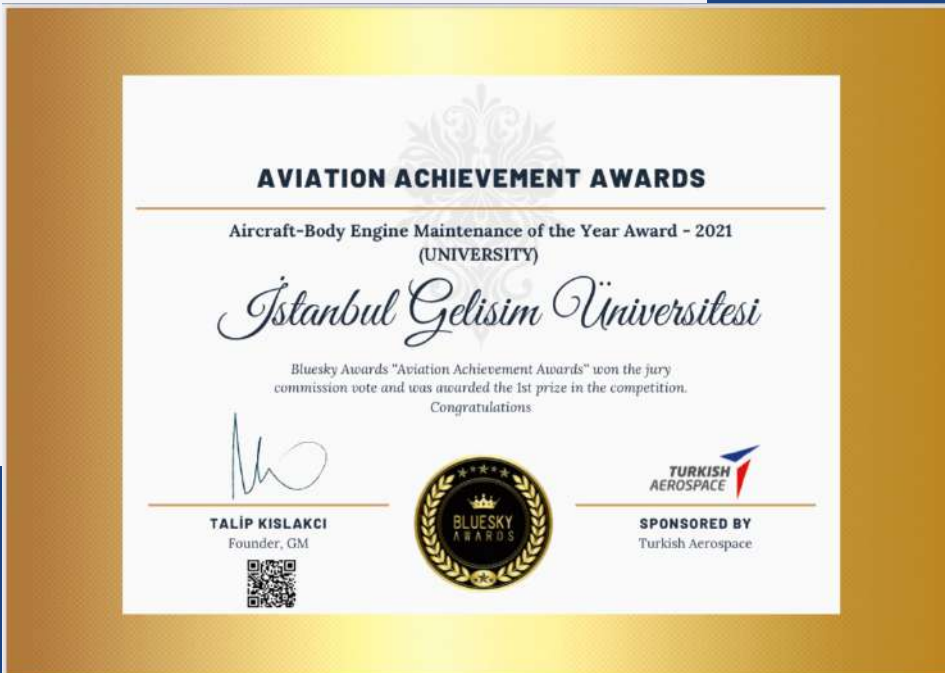 AVIATION ACHIEVEMENT AWARDS
Aircraft-Body Engine Maintenance of the Year Award - 2021
(UNIVERSITY)
İstanbul Gelisim Üniversitesi
Bluesky Awards "Aviation Achievement Awards" won the jury
commission vote and was awarded the 1st prize in the competition.
Congratulations
TALİP KISLAKCI
Founder, GM
BLUESKY
AWARDS
TURKISH
AEROSPACE
SPONSORED BY
Turkish Aerospace